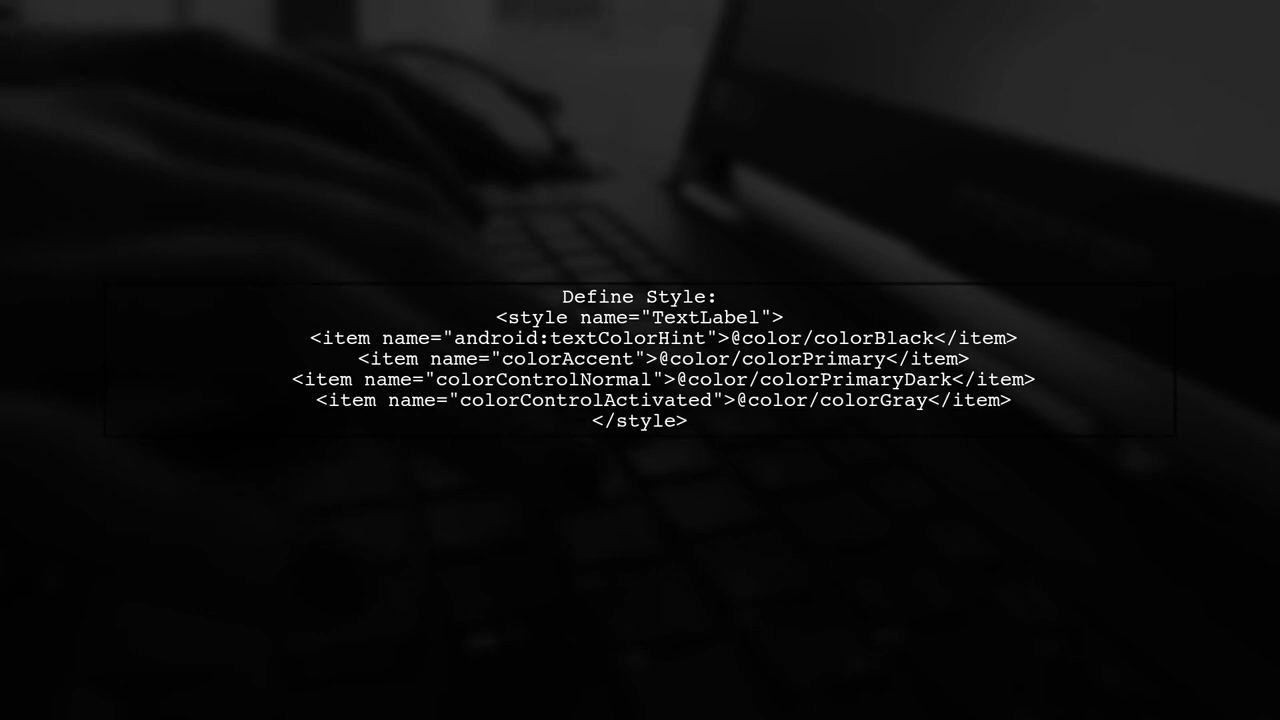 Define Style:
<style name="TextLabel">
<item name="android:textColorHint">@color/colorBlack</item>
<item name="colorAccent">@color/colorPrimary</item>
<item name="colorControlNormal">@color/colorPrimaryDark</item>
<item name="colorControlActivated">@color/colorGray</item>
</style>